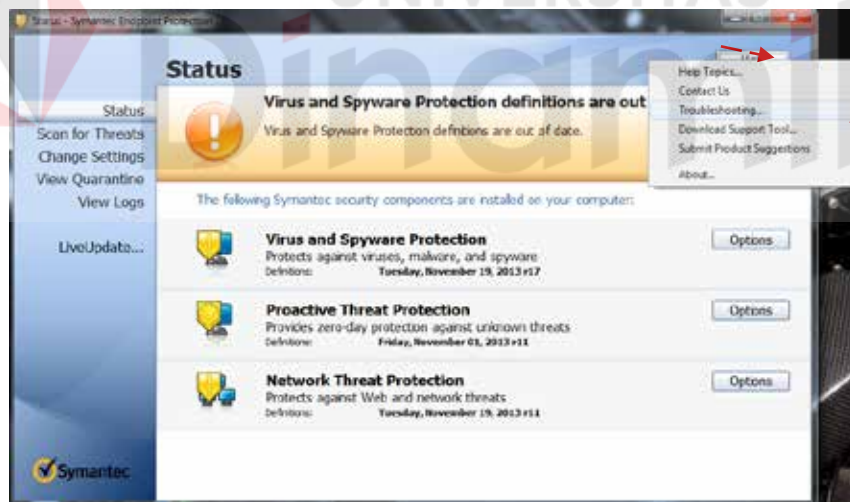 Status - Symantec Endpoint Protection
UNIVERSITAS
Dinamika
Status
Help Topics...
Contact Us
Troubleshooting...
Download Support Tool...
Submit Product Suggestions
About...
Status
Scan for Threats
Change Settings
View Quarantine
View Logs
LiveUpdate...
Virus and Spyware Protection definitions are out
Virus and Spyware Protection definitions are out of date.
The following Symantec security components are installed on your computer:
Virus and Spyware Protection
Options
Protects against viruses, malware, and spyware
Definitions: Tuesday, November 19, 2013 r17
Proactive Threat Protection
Options
Provides zero-day protection against unknown threats
Definitions: Friday, November 01, 2013 r11
Network Threat Protection
Options
Protects against Web and network threats
Definitions: Tuesday, November 19, 2013 r11
Symantec